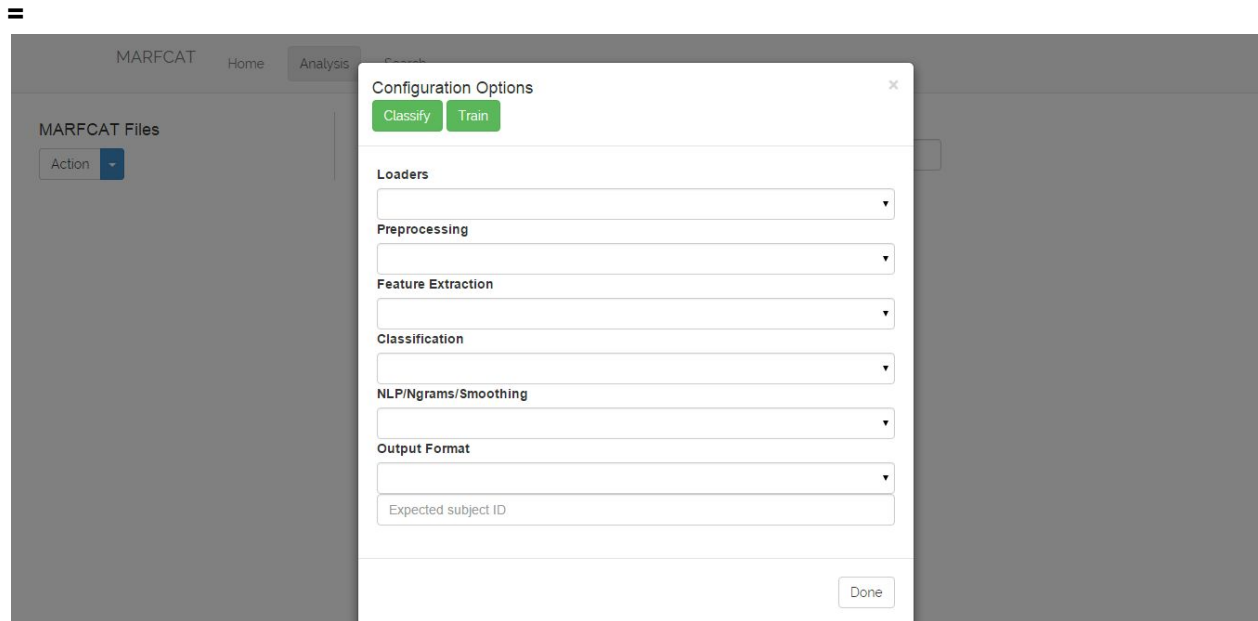 =
MARFCAT Home Analysis Search
Configuration Options ×
Classify Train
MARFCAT Files
Action
Loaders
Preprocessing
Feature Extraction
Classification
NLP/Ngrams/Smoothing
Output Format
Expected subject ID
Done